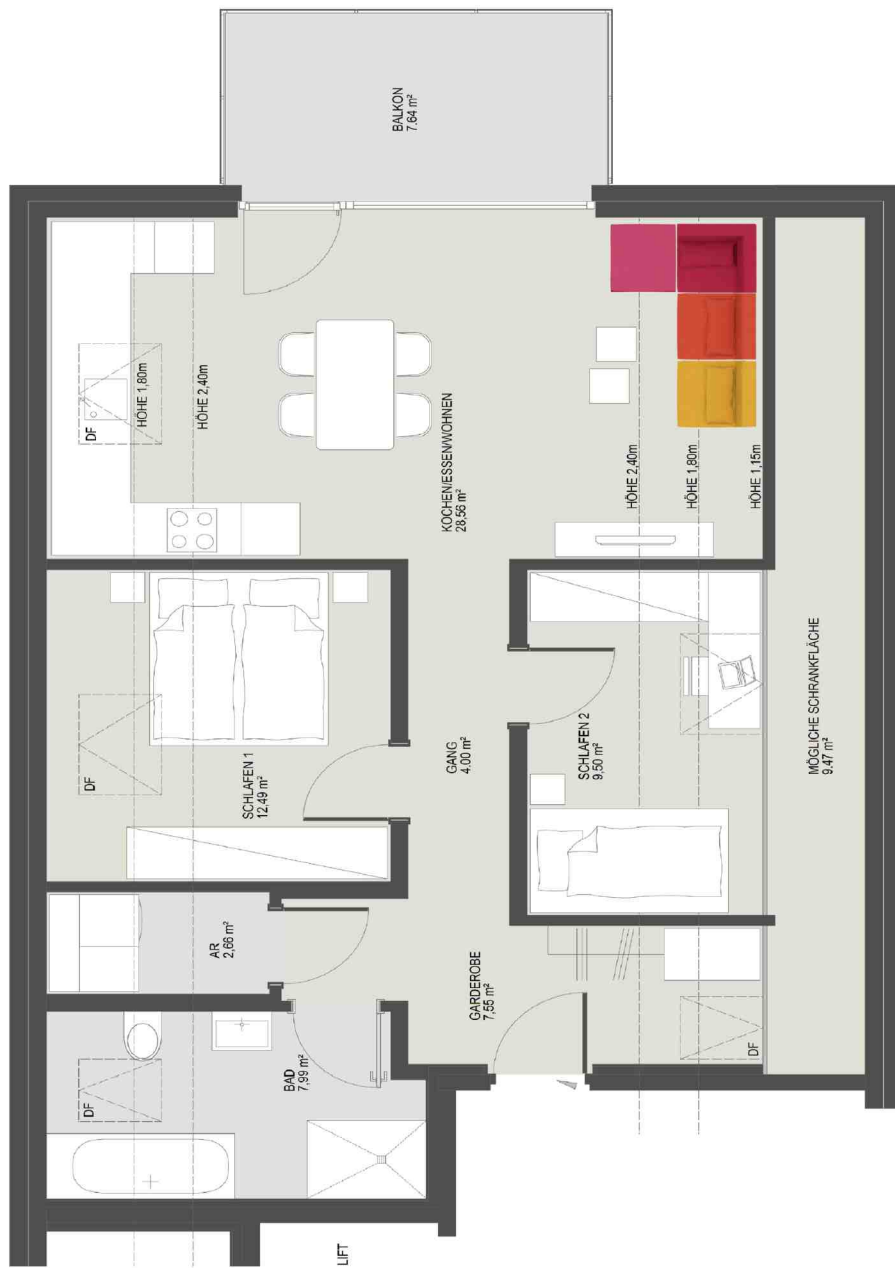 BALKON
7.64 m²
DF
HÖHE 1,80m
HÖHE 2,40m
KOCHEN/ESSEN/WOHNEN
28,56 m²
HÖHE 2,40m
HÖHE 1,80m
HÖHE 1,15m
DF
SCHLAFEN 1
12,49 m²
GANG
4.00 m²
SCHLAFEN 2
9,50 m²
MÖGLICHE SCHRANKFLÄCHE
9.47 m²
AR
2,66 m²
GARDEROBE
7,55 m²
DF
DF
BAD
7,99 m²
LIFT